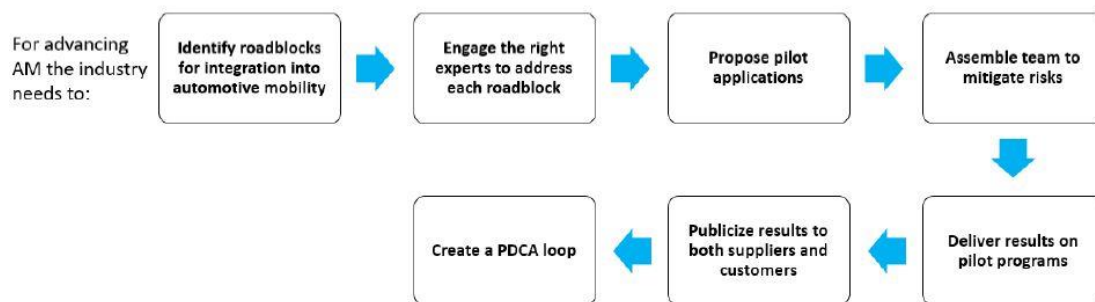 For advancing
AM the industry
needs to:
Identify roadblocks
for integration into
automotive mobility
Engage the right
experts to address
each roadblock
Propose pilot
applications
Assemble team to
mitigate risks
Deliver results on
pilot programs
Publicize results to
both suppliers and
customers
Create a PDCA loop